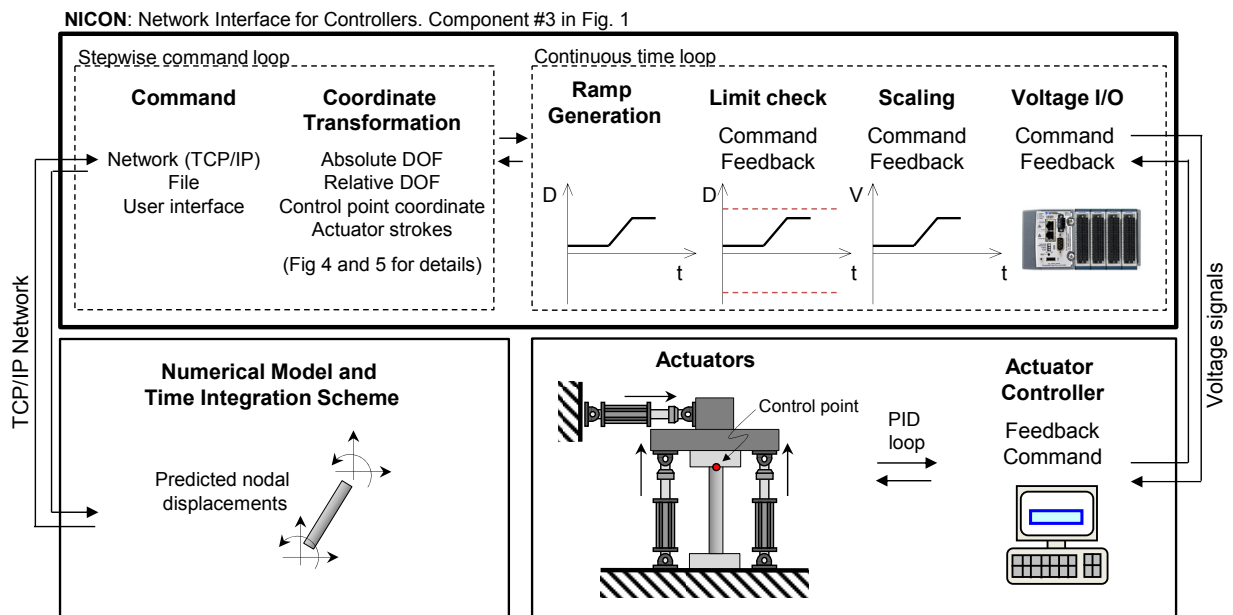 NICON: Network Interface for Controllers. Component #3 in Fig. 1
Stepwise command loop
Command
Network (TCP/IP)
File
User interface
Coordinate
Transformation
Absolute DOF
Relative DOF
Control point coordinate
Actuator strokes
(Fig 4 and 5 for details)
Continuous time loop
Ramp
Generation
D
t
Limit check
Command
Feedback
D
t
Scaling
Command
Feedback
V
t
Voltage I/O
Command
Feedback
TCP/IP Network
Voltage signals
Numerical Model and
Time Integration Scheme
Predicted nodal
displacements
Actuators
Control point
PID
loop
Actuator
Controller
Feedback
Command